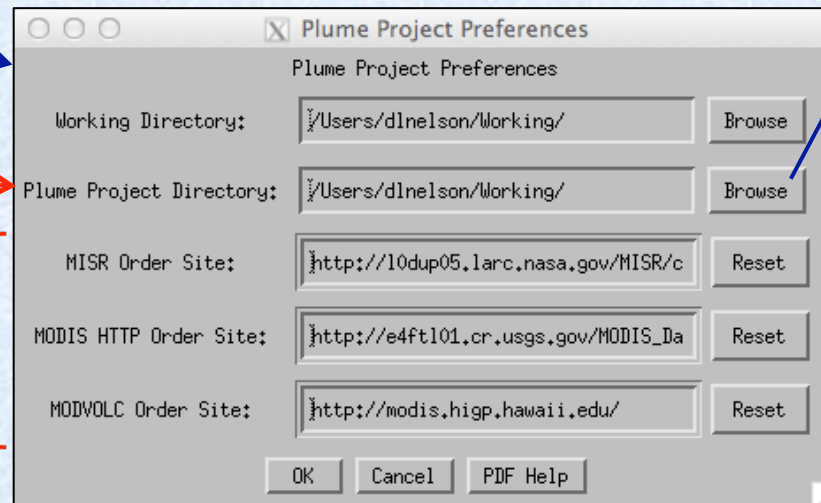 Plume Project Preferences
Plume Project Preferences
Working Directory: /Users/dlnelson/Working/ Browse
Plume Project Directory: /Users/dlnelson/Working/ Browse
MISR Order Site: http://l0dup05.larc.nasa.gov/MISR/c Reset
MODIS HTTP Order Site: http://e4ftl01.cr.usgs.gov/MODIS_Da Reset
MODVOLC Order Site: http://modis.higp.hawaii.edu/ Reset
OK Cancel PDF Help